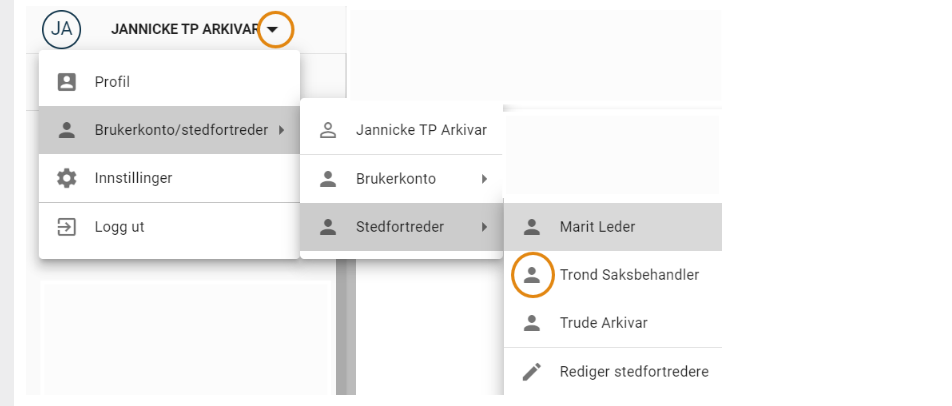 JA
JANNICKE TP ARKIVAR
Profil
Brukerkonto/stedfortreder
Innstillinger
Logg ut
Jannicke TP Arkivar
Brukerkonto
Stedfortreder
Marit Leder
Trond Saksbehandler
Trude Arkivar
Rediger stedfortredere